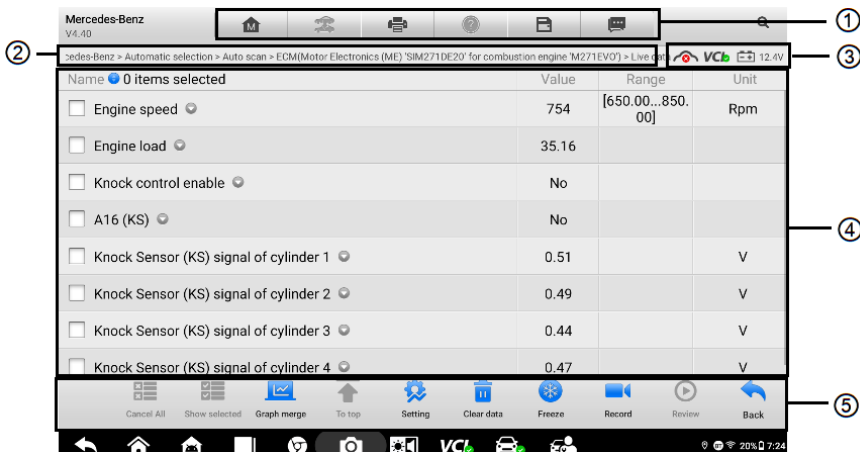 Mercedes-Benz
V4.40
M
?
①
②
cedes-Benz > Automatic selection > Auto scan > ECM(Motor Electronics (ME) 'SIM271DE20' for combustion engine 'M271EVO') > Live data
VCI
12.4V
③
Name 0 items selected Value Range Unit
Engine speed 754 [650.00...850.
00] Rpm
Engine load 35.16
Knock control enable No
A16 (KS) No
④
Knock Sensor (KS) signal of cylinder 1 0.51 V
Knock Sensor (KS) signal of cylinder 2 0.49 V
Knock Sensor (KS) signal of cylinder 3 0.44 V
Knock Sensor (KS) signal of cylinder 4 0.47 V
Cancel All Show selected Graph merge To top Setting Clear data Freeze Record Review Back
⑤
VCI 20% 7:24